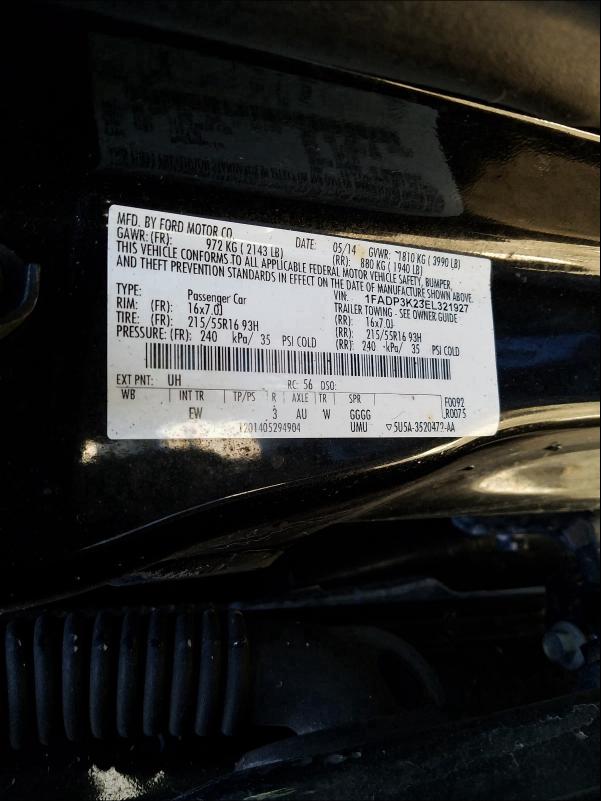 MFD. BY FORD MOTOR CO.
DATE: 05/14 GVWR: 1810 KG ( 3990 LB)
GAWR: (FR): 972 KG ( 2143 LB) (RR): 880 KG ( 1940 LB)
THIS VEHICLE CONFORMS TO ALL APPLICABLE FEDERAL MOTOR VEHICLE SAFETY, BUMPER,
AND THEFT PREVENTION STANDARDS IN EFFECT ON THE DATE OF MANUFACTURE SHOWN ABOVE.
VIN: 1FADP3K23EL321927
TYPE: Passenger Car TRAILER TOWING - SEE OWNER GUIDE
RIM: (FR): 16x7.0J (RR): 16x7.0J
TIRE: (FR): 215/55R16 93H (RR): 215/55R16 93H
PRESSURE: (FR): 240 kPa/ 35 PSI COLD (RR): 240 kPa/ 35 PSI COLD
EXT PNT: UH RC: 56 DSO:
WB INT TR TP/PS R AXLE TR SPR F0092
EW 3 AU W GGGG R0075
1201405294904 UMU ▽5U5A-3520472-AA